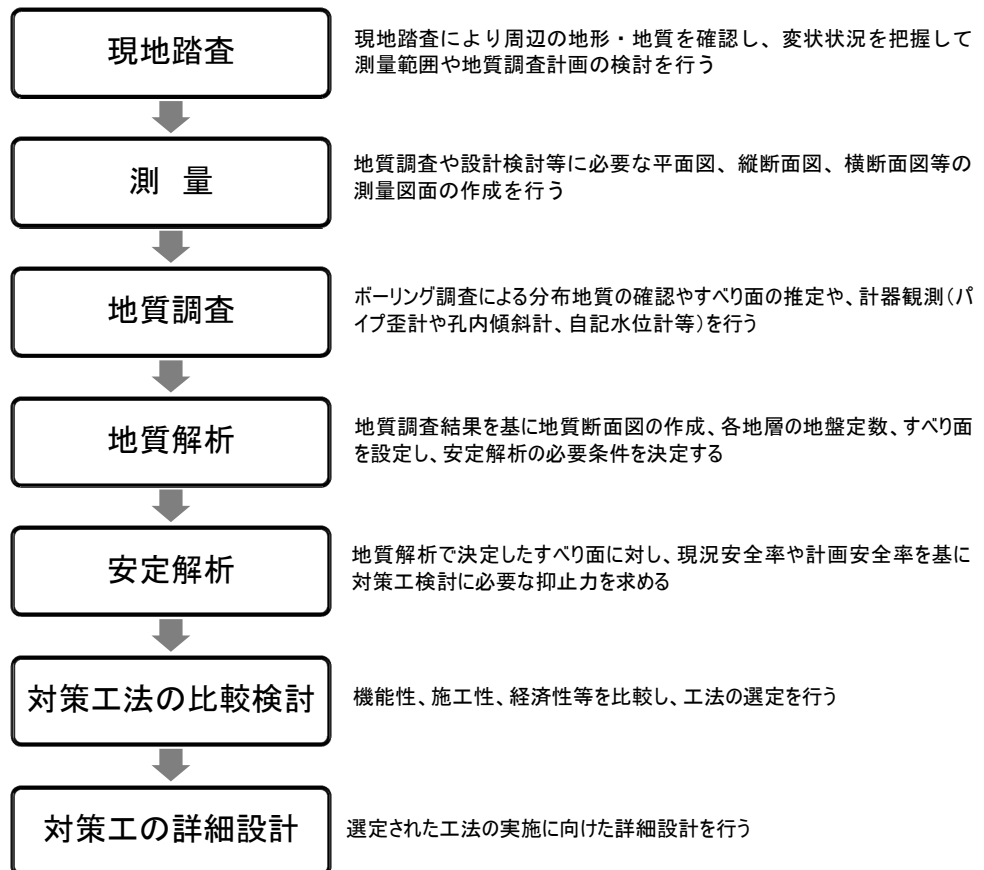 現地踏査
現地踏査により周辺の地形・地質を確認し、変状状況を把握して
測量範囲や地質調査計画の検討を行う
測 量
地質調査や設計検討等に必要な平面図、縦断面図、横断面図等の
測量図面の作成を行う
地質調査
ボーリング調査による分布地質の確認やすべり面の推定や、計器観測(パ
イプ歪計や孔内傾斜計、自記水位計等)を行う
地質解析
地質調査結果を基に地質断面図の作成、各地層の地盤定数、すべり面
を設定し、安定解析の必要条件を決定する
安定解析
地質解析で決定したすべり面に対し、現況安全率や計画安全率を基に
対策工検討に必要な抑止力を求める
対策工法の比較検討
機能性、施工性、経済性等を比較し、工法の選定を行う
対策工の詳細設計
選定された工法の実施に向けた詳細設計を行う